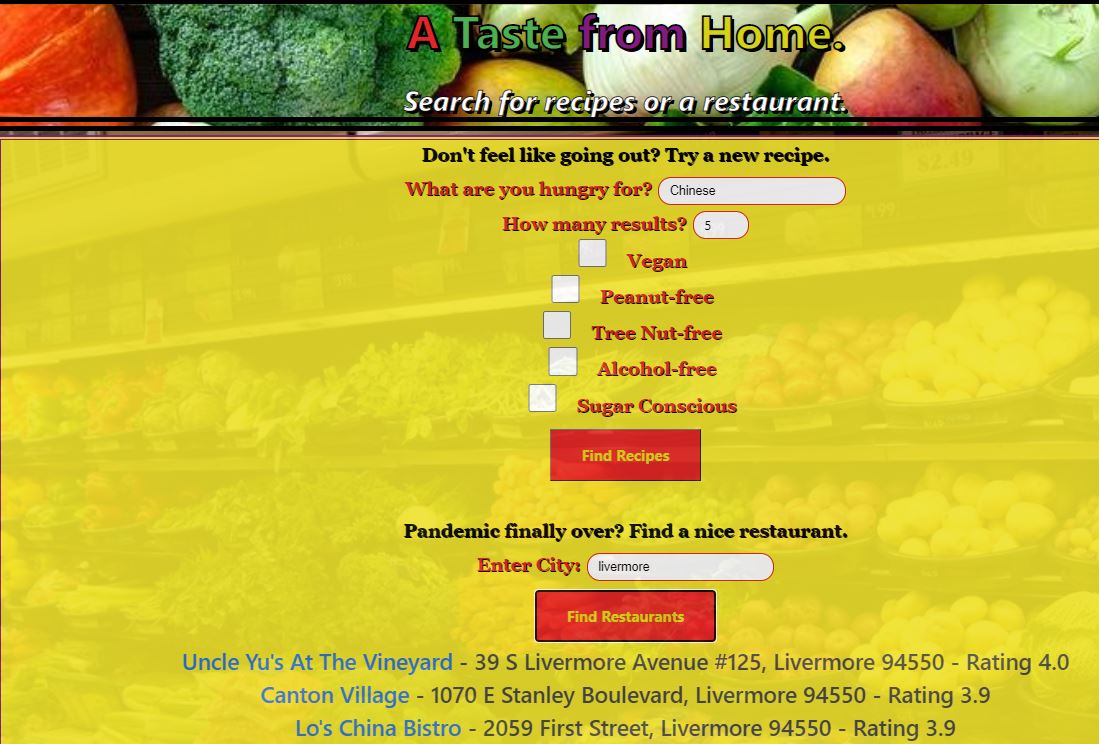 A Taste from Home.
Search for recipes or a restaurant.
$2.49
Don't feel like going out? Try a new recipe.
What are you hungry for? Chinese
How many results? 5
Vegan
Peanut-free
Tree Nut-free
Alcohol-free
Sugar Conscious
Find Recipes
Pandemic finally over? Find a nice restaurant.
Enter City: livermore
Find Restaurants
Uncle Yu's At The Vineyard - 39 S Livermore Avenue #125, Livermore 94550 - Rating 4.0
Canton Village - 1070 E Stanley Boulevard, Livermore 94550 - Rating 3.9
Lo's China Bistro - 2059 First Street, Livermore 94550 - Rating 3.9